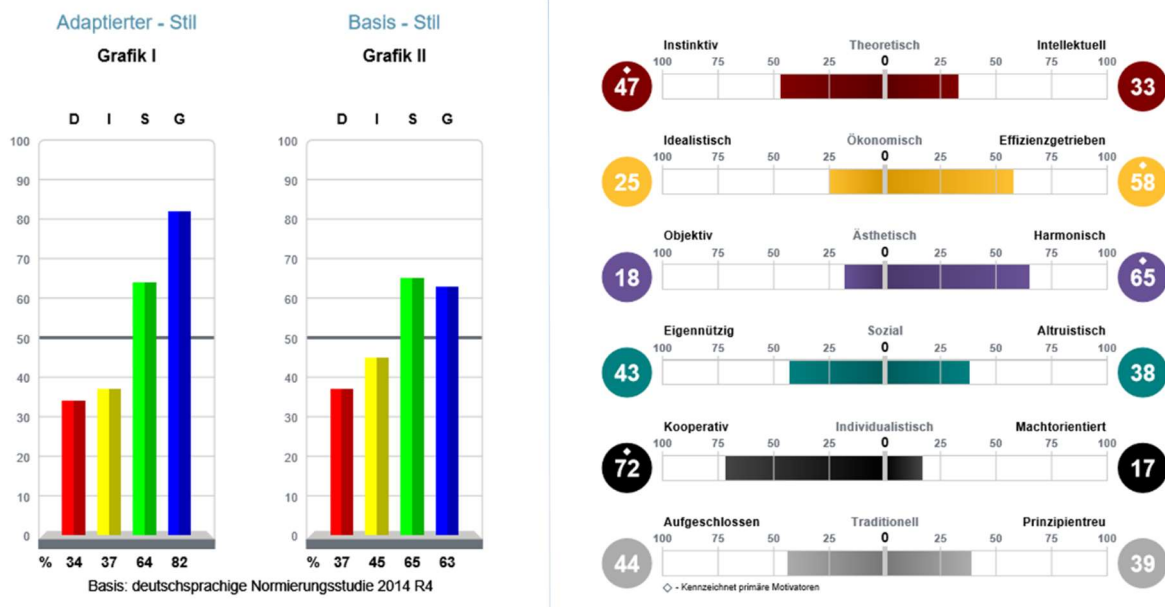 Adaptierter - Stil
Grafik I
D I S G
100
90
80
70
60
50
40
30
20
10
0
% 34 37 64 82
Basis - Stil
Grafik II
D I S G
100
90
80
70
60
50
40
30
20
10
0
37 45 65 63
Basis: deutschsprachige Normierungsstudie 2014 R4
Instinktiv Theoretisch Intellektuell
100 75 50 25 0 25 50 75 100
47 33
Idealistisch Ökonomisch Effizienzgetrieben
100 75 50 25 0 25 50 75 100
25 58
Objektiv Ästhetisch Harmonisch
100 75 50 25 0 25 50 75 100
18 65
Eigennützig Sozial Altruistisch
100 75 50 25 0 25 50 75 100
43 38
Kooperativ Individualistisch Machtorientiert
100 75 50 25 0 25 50 75 100
72 17
Aufgeschlossen Traditionell Prinzipientreu
100 75 50 25 0 25 50 75 100
44 39
- Kennzeichnet primäre Motivatoren